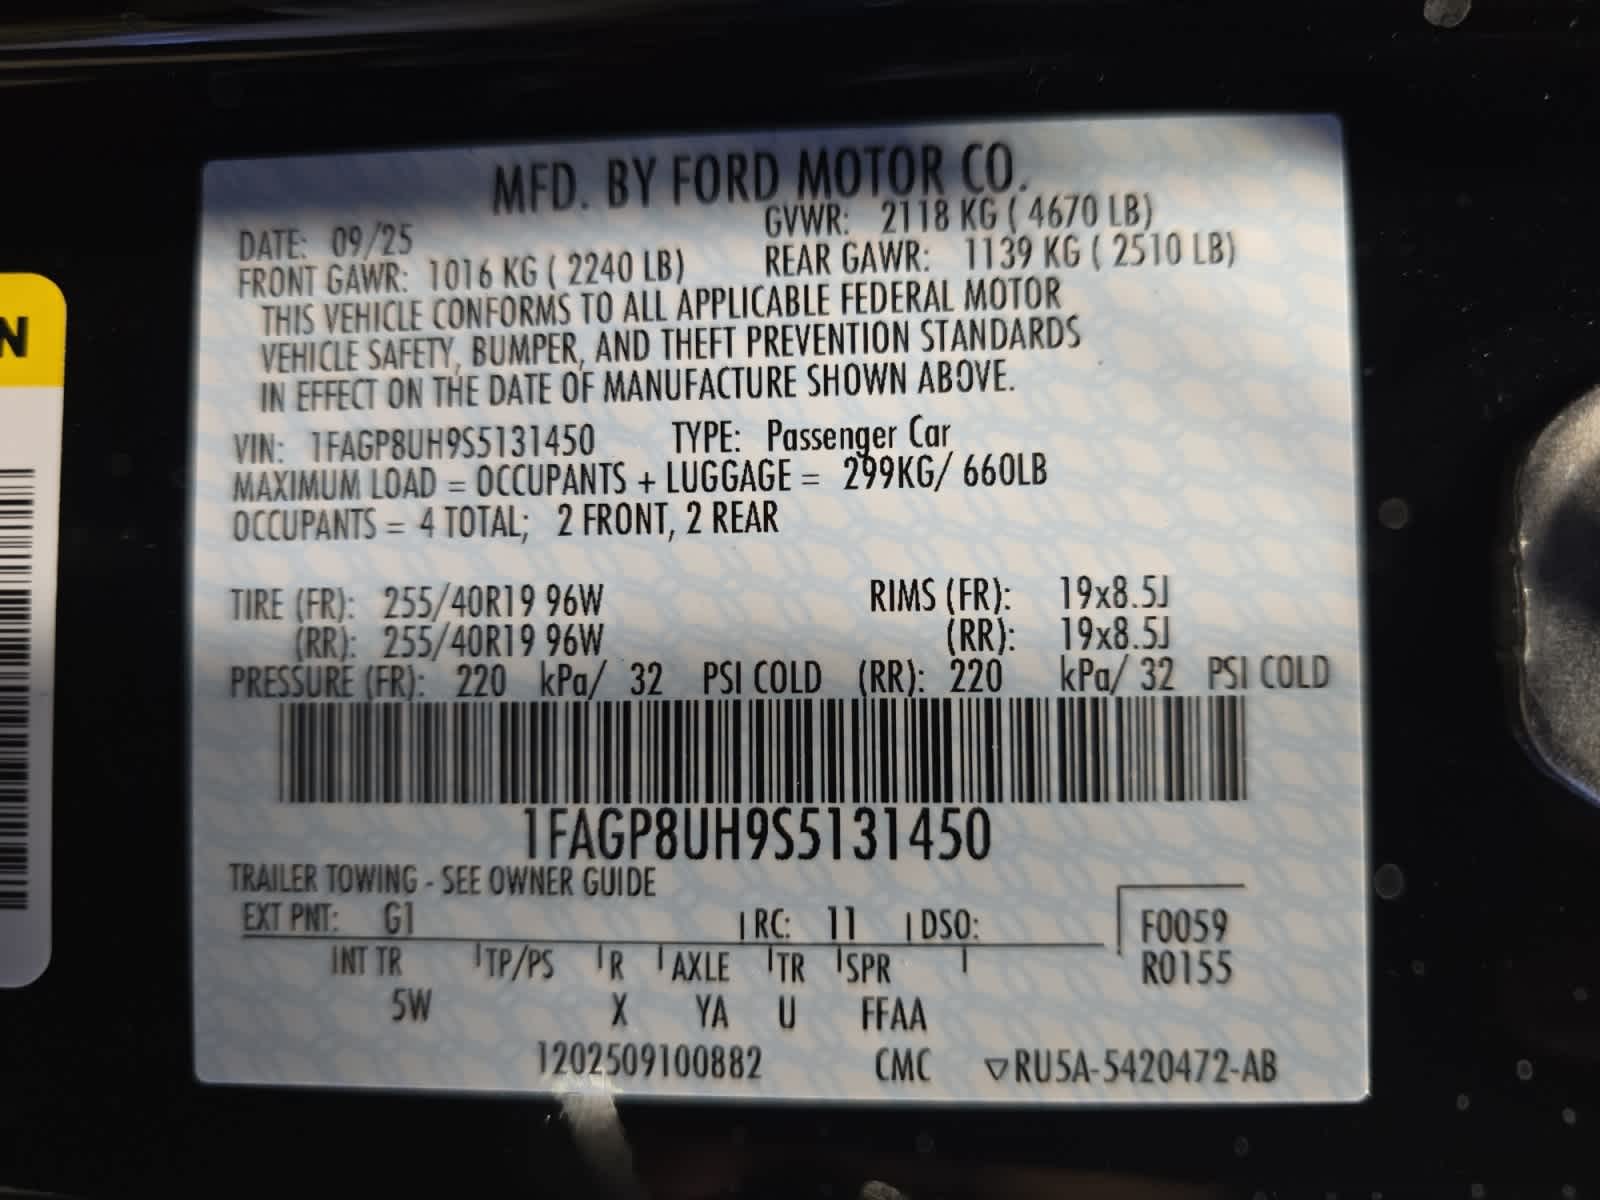 MFD. BY FORD MOTOR CO.
DATE: 09/25 GVWR: 2118 KG ( 4670 LB)
FRONT GAWR: 1016 KG ( 2240 LB) REAR GAWR: 1139 KG ( 2510 LB)
THIS VEHICLE CONFORMS TO ALL APPLICABLE FEDERAL MOTOR
VEHICLE SAFETY, BUMPER, AND THEFT PREVENTION STANDARDS
IN EFFECT ON THE DATE OF MANUFACTURE SHOWN ABOVE.
VIN: 1FAGP8UH9S5131450 TYPE: Passenger Car
MAXIMUM LOAD = OCCUPANTS + LUGGAGE = 299KG/ 660LB
OCCUPANTS = 4 TOTAL; 2 FRONT, 2 REAR
TIRE (FR): 255/40R19 96W RIMS (FR): 19x8.5J
(RR): 255/40R19 96W (RR): 19x8.5J
PRESSURE (FR): 220 kPa/ 32 PSI COLD (RR): 220 kPa/ 32 PSI COLD
1FAGP8UH9S5131450
TRAILER TOWING - SEE OWNER GUIDE
EXT PNT: G1 RC: 11 DSO: F0059
INT TR TP/PS R AXLE TR SPR R0155
5W X YA U FFAA
1202509100882 CMC ▽RU5A-5420472-AB
N